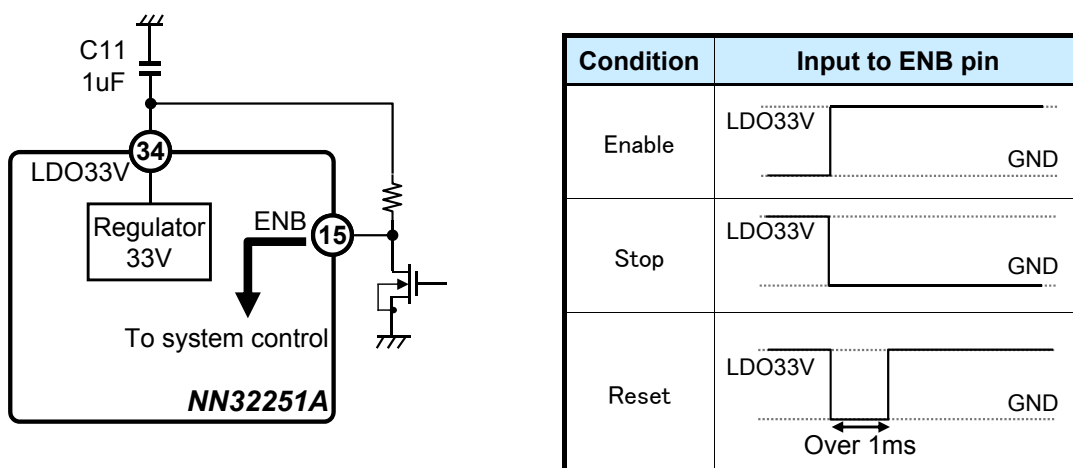 C11
1uF
34
LDO33V
Regulator
33V
ENB
15
To system control
NN32251A
Condition
Input to ENB pin
Enable
LDO33V
GND
Stop
LDO33V
GND
Reset
LDO33V
GND
Over 1ms